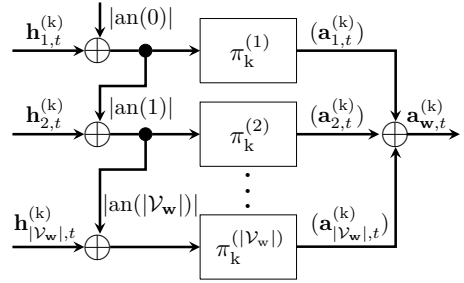 |an(0)|
h_{1,t}^{(k)} π_k^{(1)} (a_{1,t}^{(k)})
|an(1)|
h_{2,t}^{(k)} π_k^{(2)} (a_{2,t}^{(k)}) a_{w,t}^{(k)}
|an(|𝒱_w|)|
h_{|𝒱_w|,t}^{(k)} π_k^{(|𝒱_w|)} (a_{|𝒱_w|,t}^{(k)})